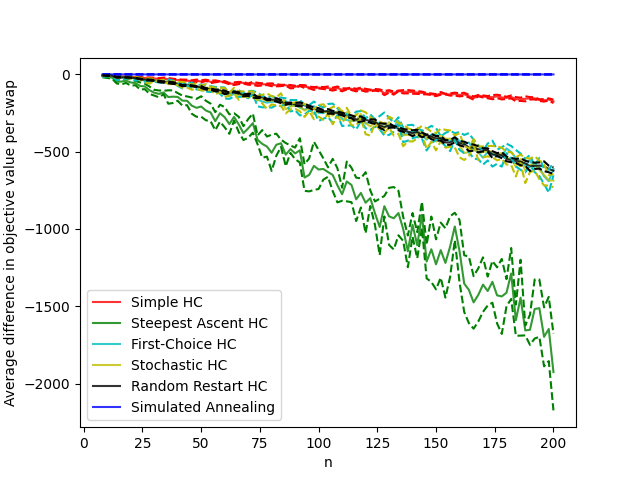 Average difference in objective value per swap
0
−500
−1000
−1500
−2000
Simple HC
Steepest Ascent HC
First-Choice HC
Stochastic HC
Random Restart HC
Simulated Annealing
0 25 50 75 100 125 150 175 200
n